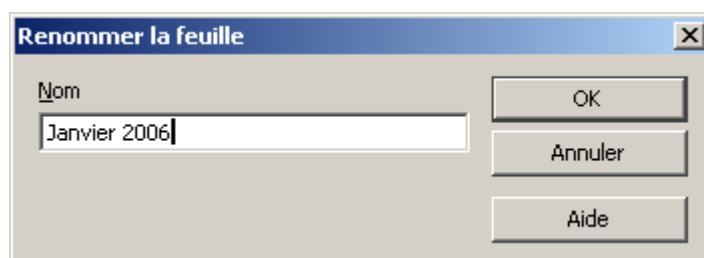 Renommer la feuille
Nom
Janvier 2006
OK
Annuler
Aide